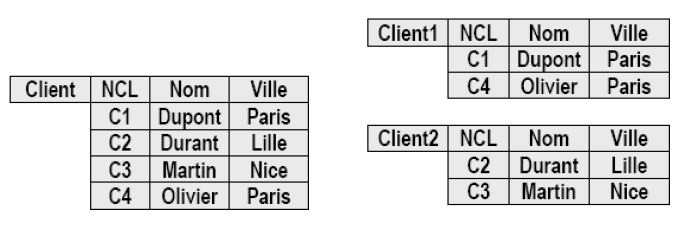 Client NCL Nom Ville
C1 Dupont Paris
C2 Durant Lille
C3 Martin Nice
C4 Olivier Paris
Client1 NCL Nom Ville
C1 Dupont Paris
C4 Olivier Paris
Client2 NCL Nom Ville
C2 Durant Lille
C3 Martin Nice